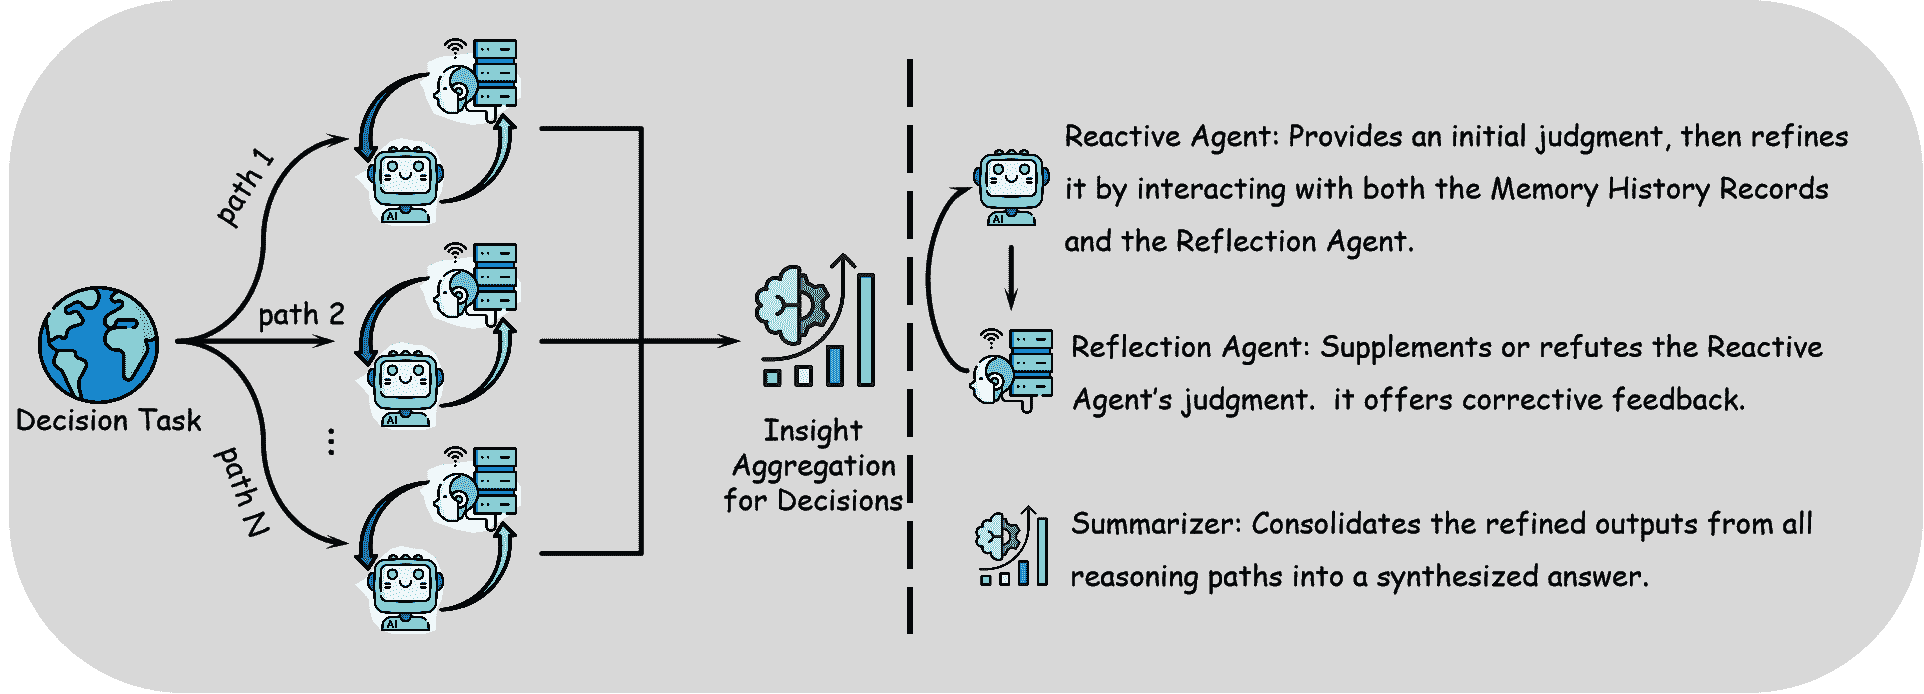 path 1
path 2
Decision Task
path N
AI
AI
AI
Insight
Aggregation
for Decisions
Reactive Agent: Provides an initial judgment, then refines
it by interacting with both the Memory History Records
and the Reflection Agent.
AI
Reflection Agent: Supplements or refutes the Reactive
Agent's judgment.  it offers corrective feedback.
Summarizer: Consolidates the refined outputs from all
reasoning paths into a synthesized answer.